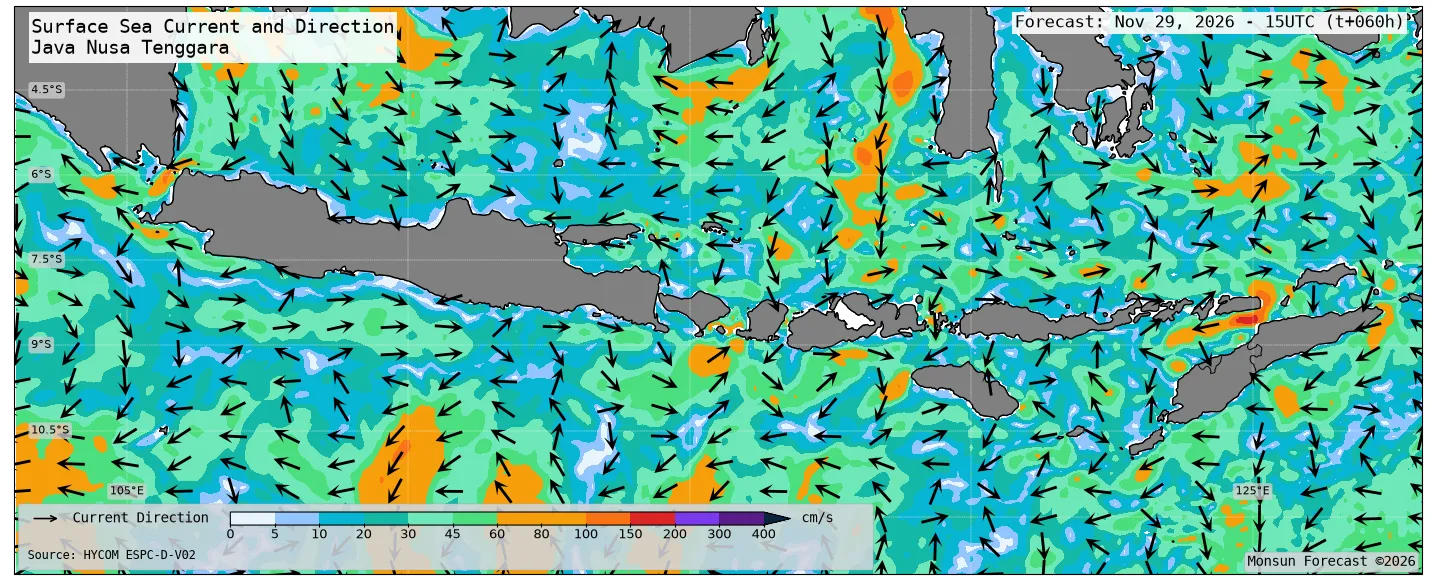 Surface Sea Current and Direction
Java Nusa Tenggara
Forecast: Nov 29, 2026 - 15UTC (t+060h)
4.5°S
6°S
7.5°S
9°S
10.5°S
105°E
125°E
Current Direction
0 5 10 20 30 45 60 80 100 150 200 300 400 cm/s
Source: HYCOM ESPC-D-V02
Monsun Forecast ©2026